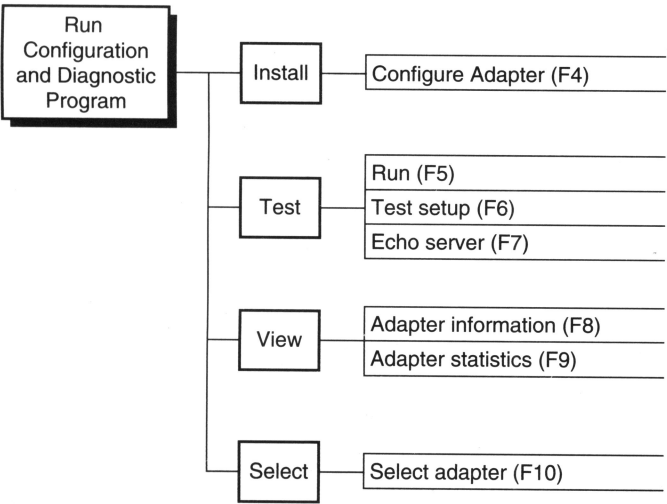 Run
Configuration
and Diagnostic
Program
Install
Configure Adapter (F4)
Test
Run (F5)
Test setup (F6)
Echo server (F7)
View
Adapter information (F8)
Adapter statistics (F9)
Select
Select adapter (F10)